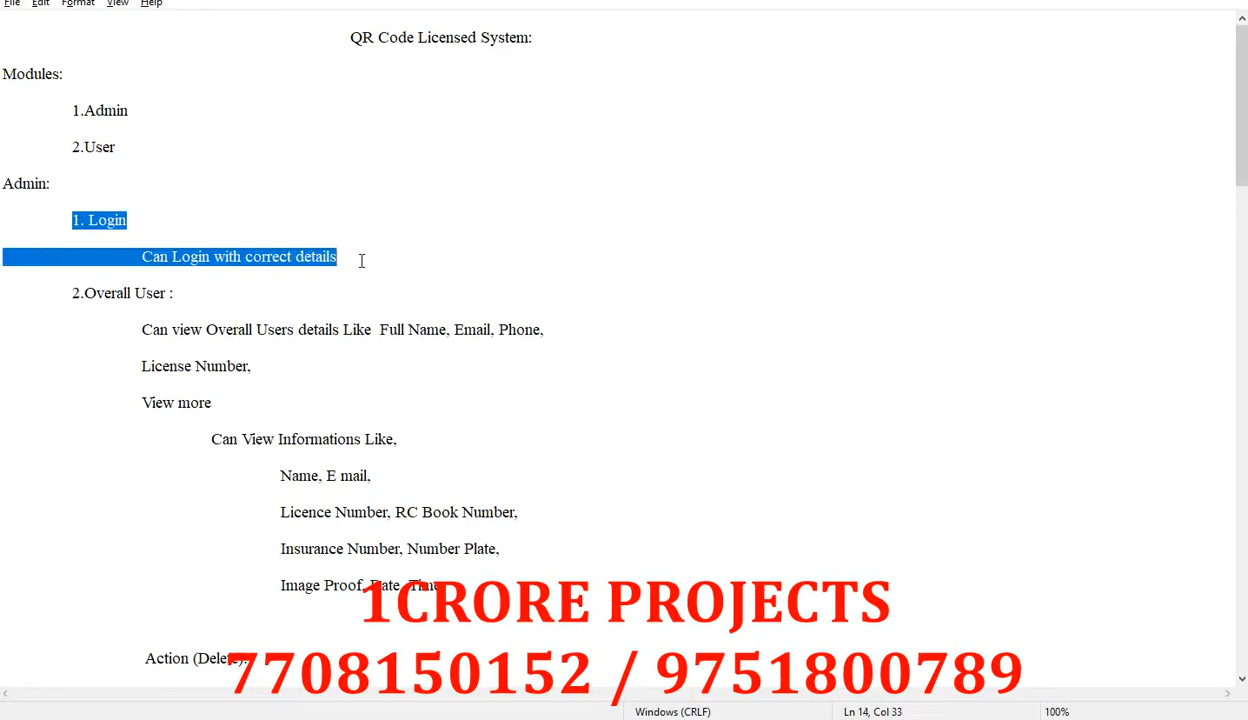 File Edit Format View Help
QR Code Licensed System:
Modules:
1.Admin
2.User
Admin:
1. Login
Can Login with correct details
2.Overall User :
Can view Overall Users details Like  Full Name, Email, Phone,
License Number,
View more
Can View Informations Like,
Name, E mail,
Licence Number, RC Book Number,
Insurance Number, Number Plate,
Image Proof, Date, Time
1CRORE PROJECTS
Action (Delete):
7708150152 / 9751800789
Windows (CRLF) Ln 14, Col 33 100%